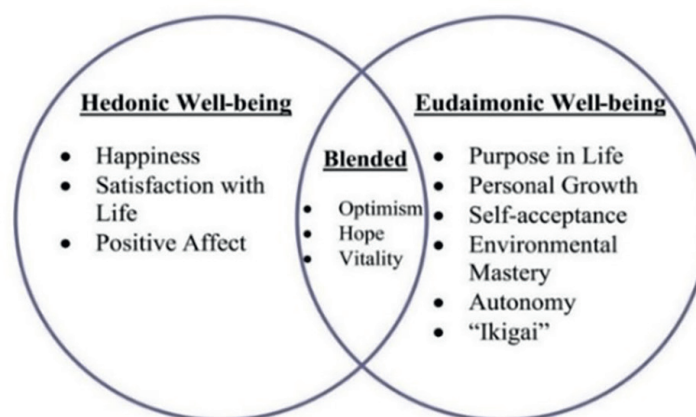 Hedonic Well-being
• Happiness
• Satisfaction with
Life
• Positive Affect
Blended
• Optimism
• Hope
• Vitality
Eudaimonic Well-being
• Purpose in Life
• Personal Growth
• Self-acceptance
• Environmental
Mastery
• Autonomy
• “Ikigai”